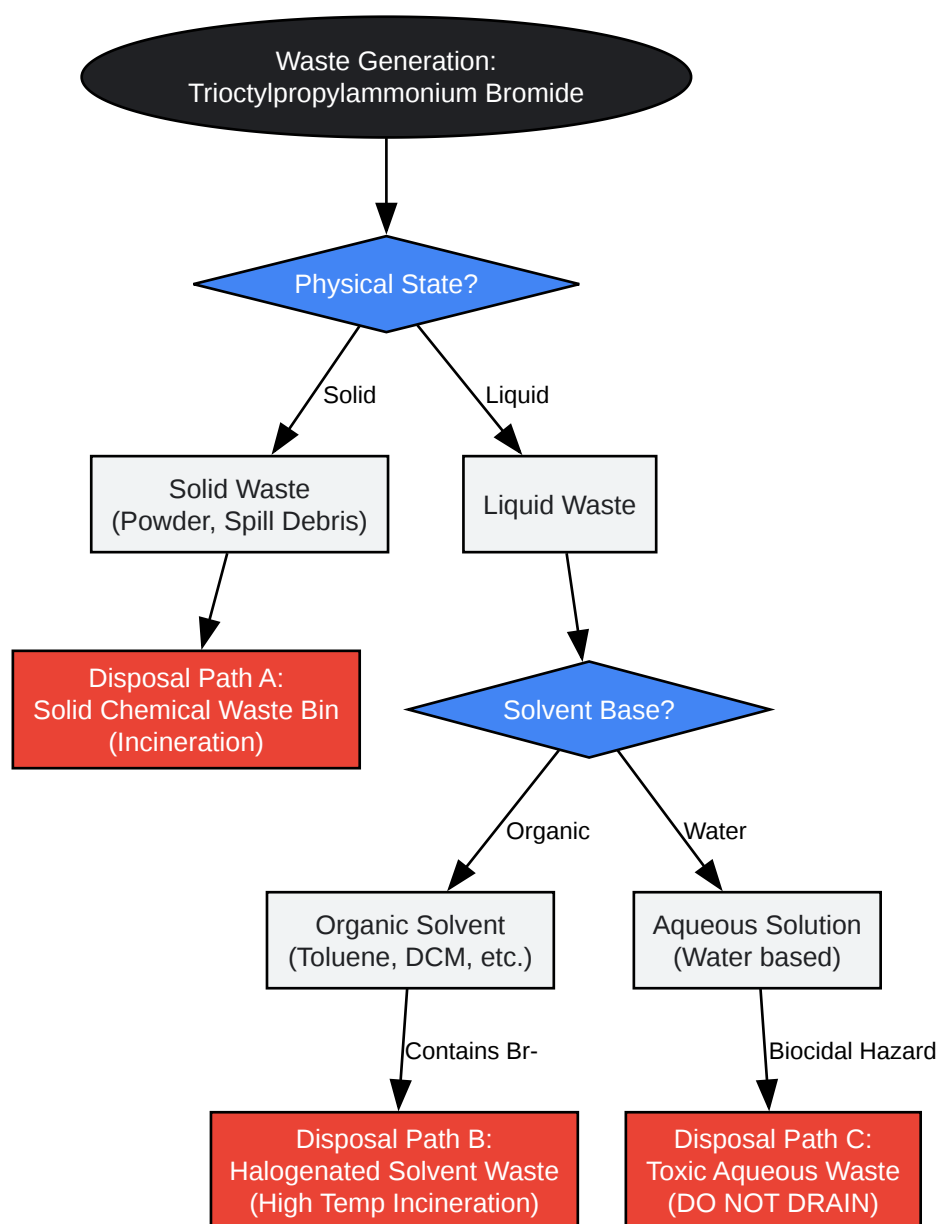 Waste Generation:
Trioctylpropylammonium Bromide
Physical State?
Solid
Liquid
Solid Waste
(Powder, Spill Debris)
Liquid Waste
Disposal Path A:
Solid Chemical Waste Bin
(Incineration)
Solvent Base?
Organic
Water
Organic Solvent
(Toluene, DCM, etc.)
Aqueous Solution
(Water based)
Contains Br-
Biocidal Hazard
Disposal Path B:
Halogenated Solvent Waste
(High Temp Incineration)
Disposal Path C:
Toxic Aqueous Waste
(DO NOT DRAIN)